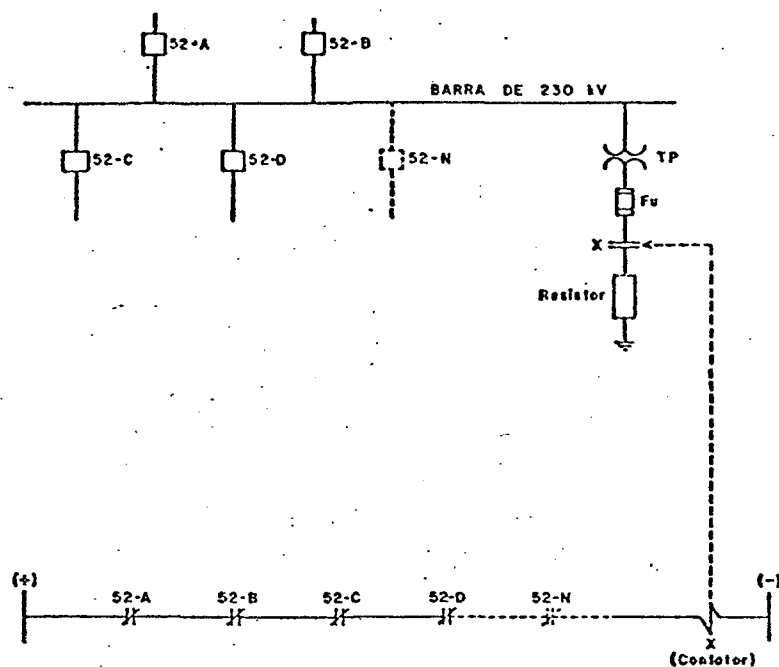 52-A
52-B
BARRA DE 230 kV
52-C
52-D
52-N
TP
Fu
X
Resistor
(+)
52-A
52-B
52-C
52-D
52-N
(-)
X
(Contator)